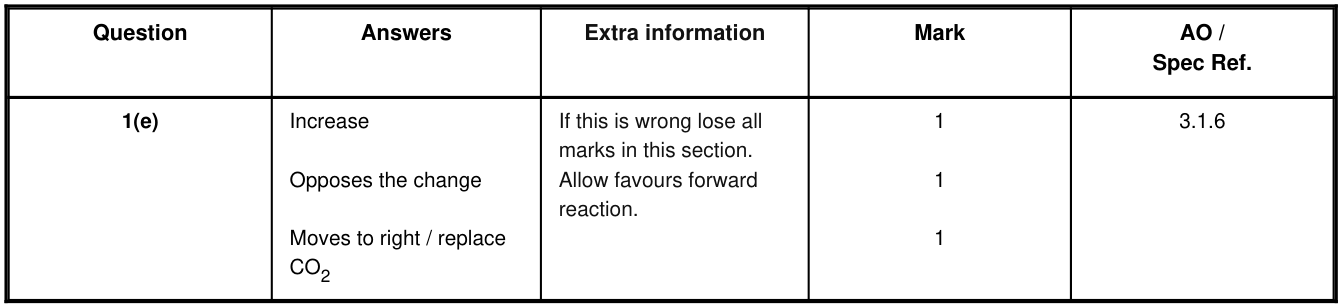 Question Answers Extra information Mark AO /
Spec Ref.
1(e) Increase If this is wrong lose all 1 3.1.6
marks in this section.
Opposes the change Allow favours forward 1
reaction.
Moves to right / replace 1
CO₂